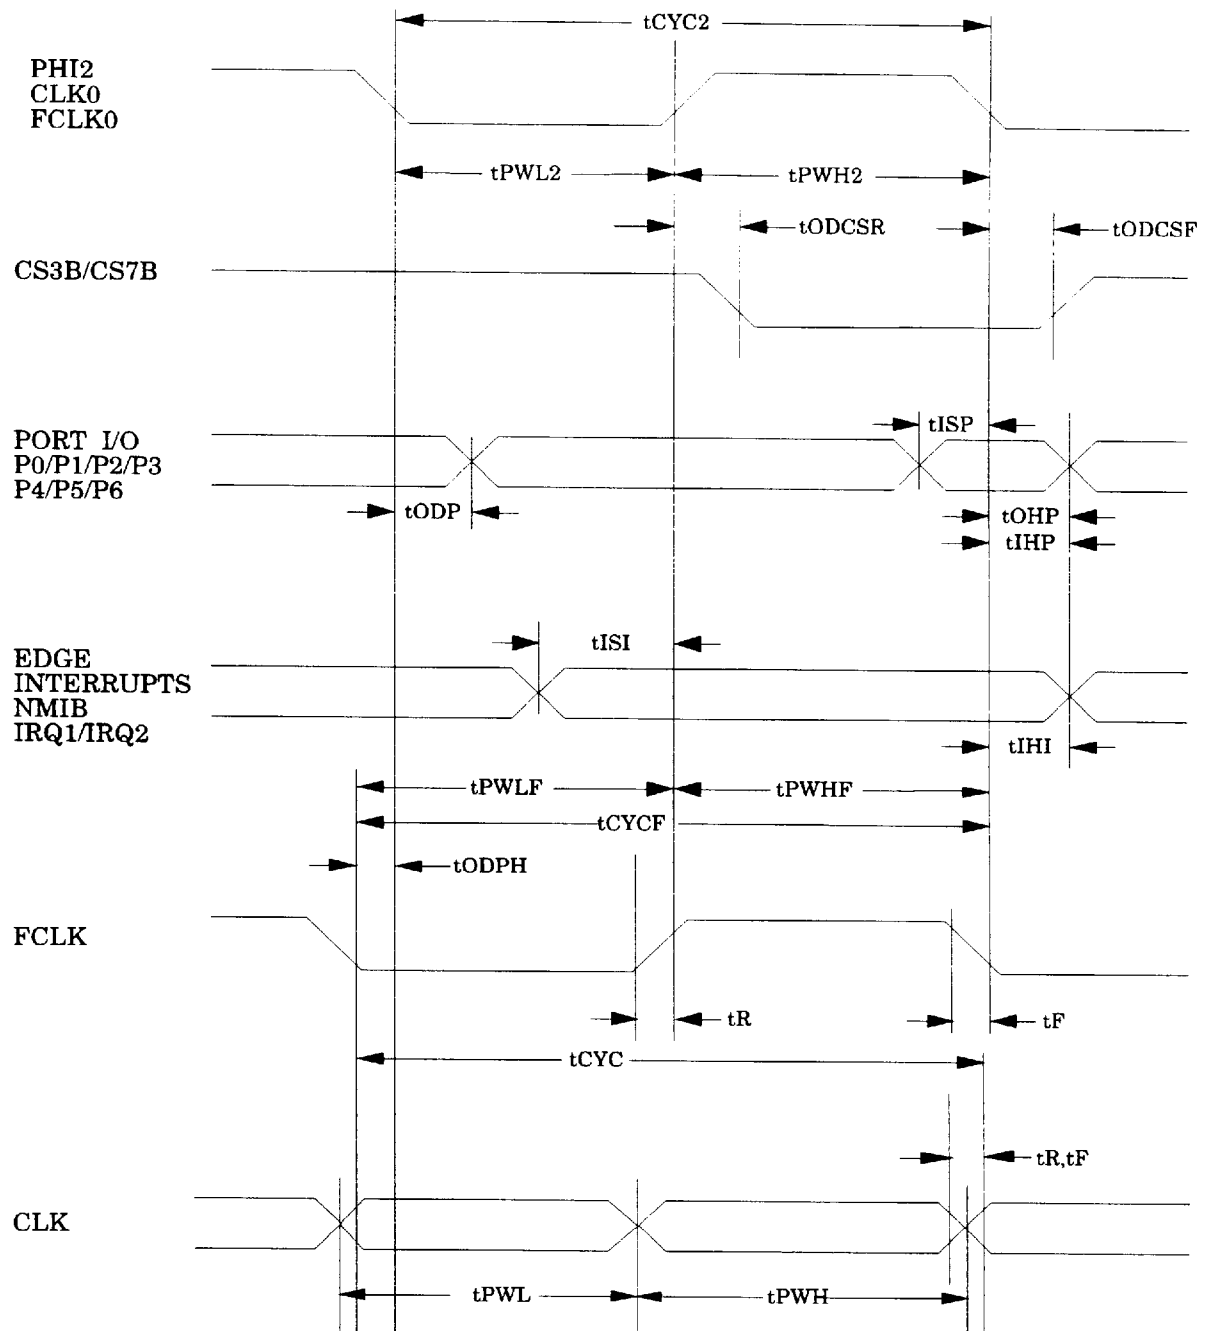 tCYC2
PHI2
CLK0
FCLK0
tPWL2
tPWH2
tODCSR
tODCSF
CS3B/CS7B
tISP
PORT I/O
P0/P1/P2/P3
P4/P5/P6
tODP
tOHP
tIHP
tISI
EDGE
INTERRUPTS
NMIB
IRQ1/IRQ2
tIHI
tPWLF
tPWHF
tCYCF
tODPH
FCLK
tR
tF
tCYC
tR,tF
CLK
tPWL
tPWH